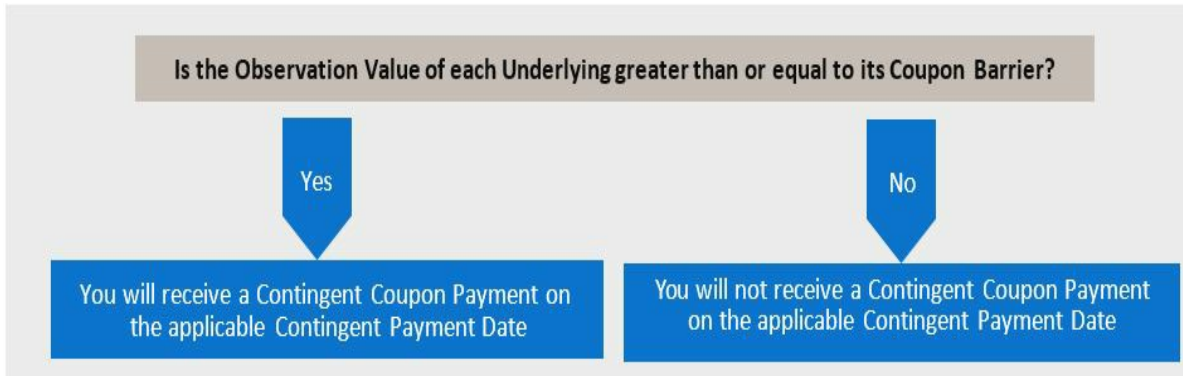 Is the Observation Value of each Underlying greater than or equal to its Coupon Barrier?
Yes
No
You will receive a Contingent Coupon Payment on
the applicable Contingent Payment Date
You will not receive a Contingent Coupon Payment
on the applicable Contingent Payment Date